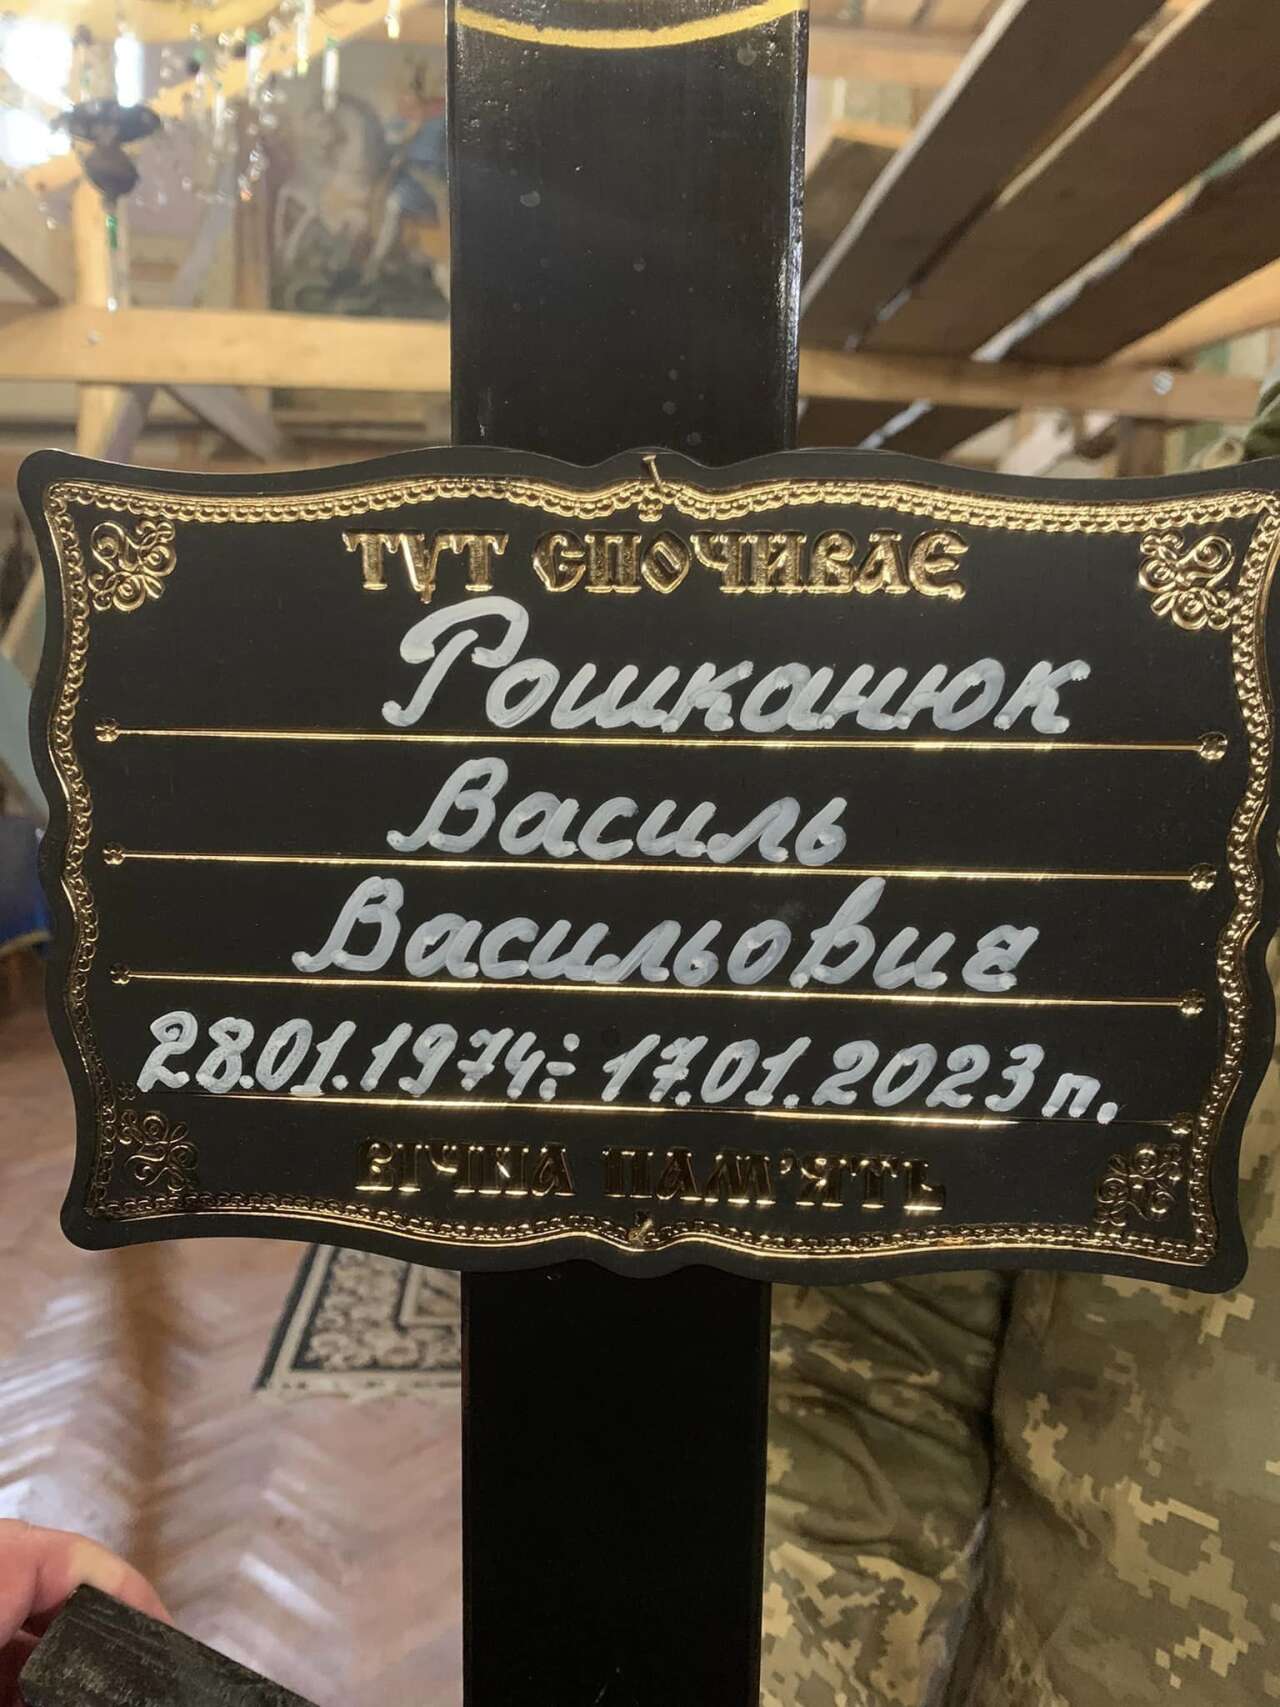 ТУТ СПОЧИВАЄ
Рошканюк
Василь
Васильович
28.01.1974÷17.01.2023 р.
ВІЧНА ПАМ'ЯТЬ